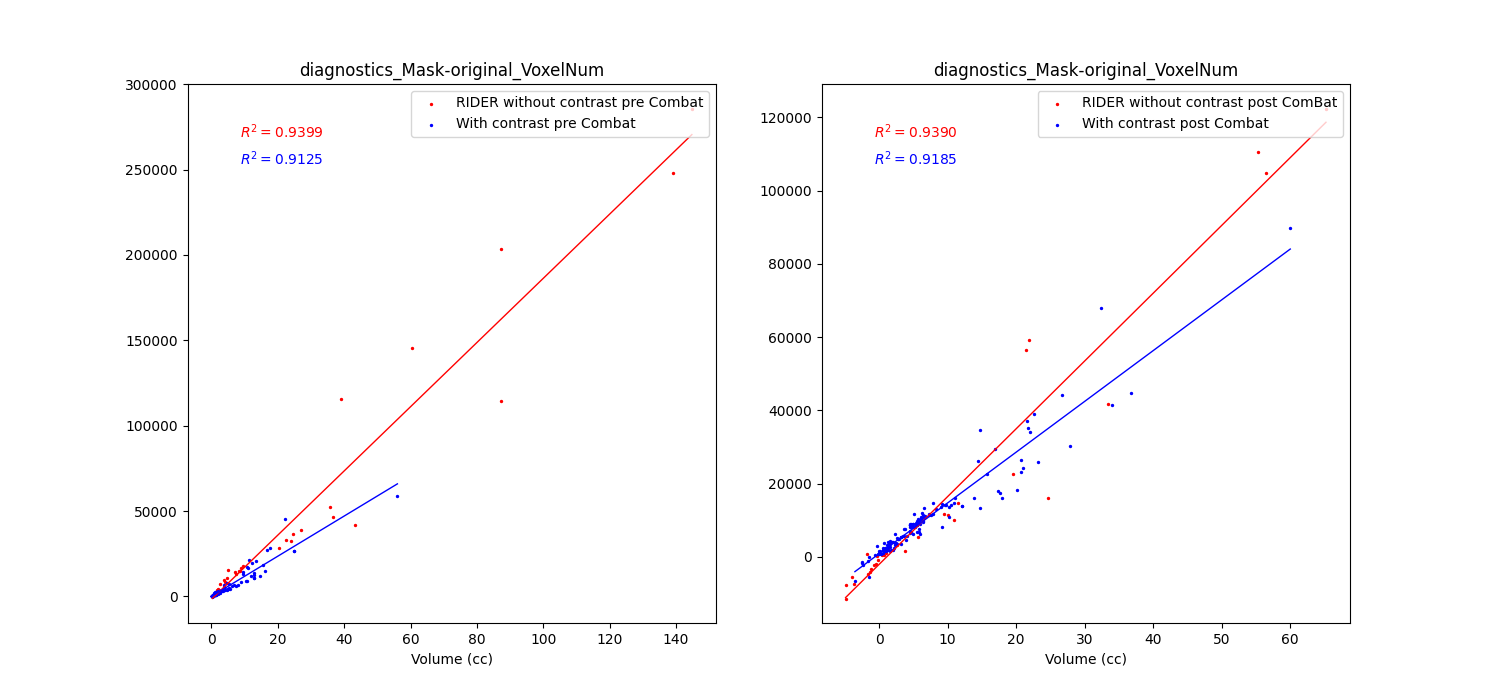 diagnostics_Mask-original_VoxelNum
RIDER without contrast pre Combat
With contrast pre Combat
R² = 0.9399
R² = 0.9125
300000
250000
200000
150000
100000
50000
0
0 20 40 60 80 100 120 140
Volume (cc)
diagnostics_Mask-original_VoxelNum
RIDER without contrast post ComBat
With contrast post Combat
R² = 0.9390
R² = 0.9185
120000
100000
80000
60000
40000
20000
0
0 10 20 30 40 50 60
Volume (cc)